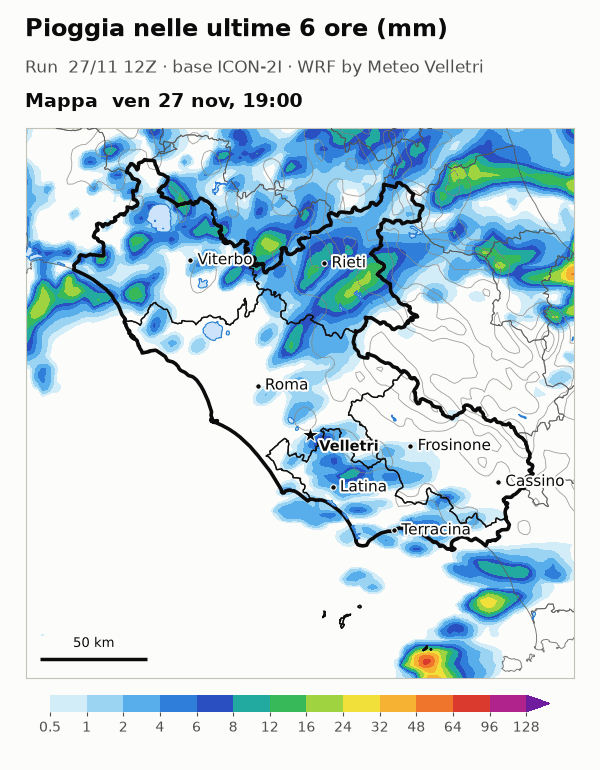 Pioggia nelle ultime 6 ore (mm)
Run  27/11 12Z · base ICON-2I · WRF by Meteo Velletri
Mappa  ven 27 nov, 19:00
Viterbo
Rieti
Roma
Velletri
Frosinone
Latina
Cassino
Terracina
50 km
0.5 1 2 4 6 8 12 16 24 32 48 64 96 128